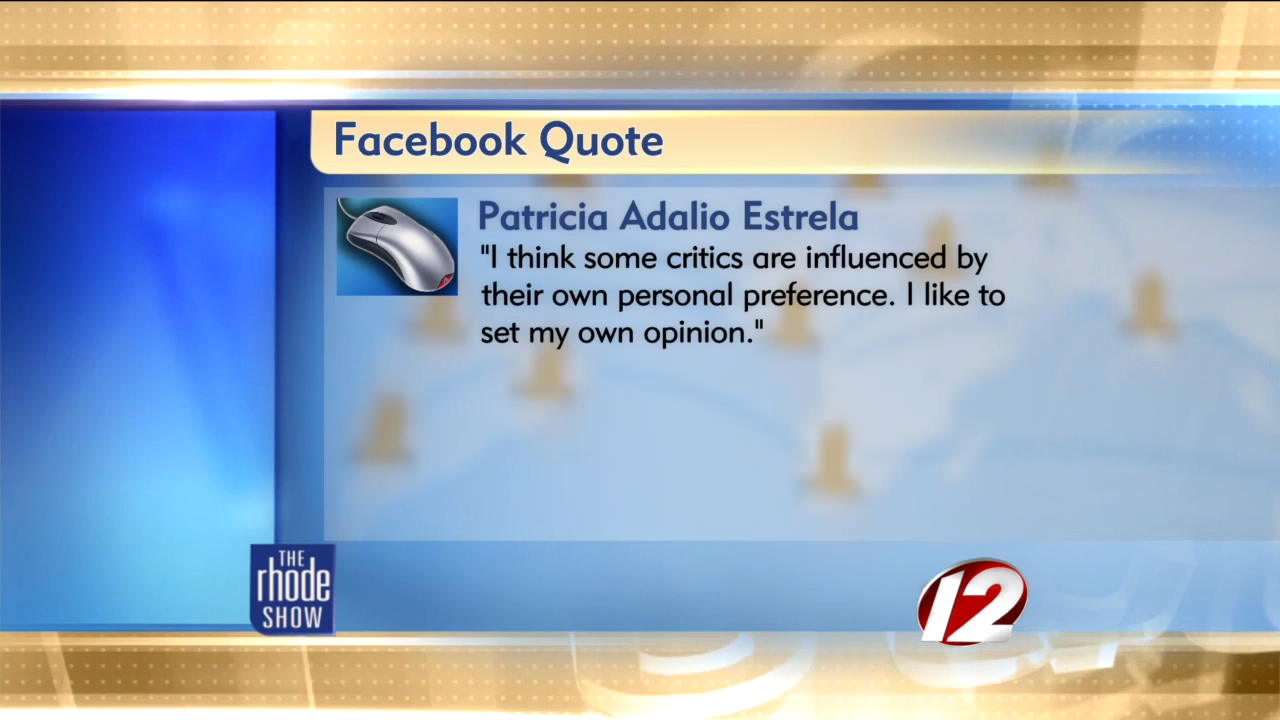 Facebook Quote
Patricia Adalio Estrela
"I think some critics are influenced by
their own personal preference. I like to
set my own opinion."
THE
rhode
SHOW
12